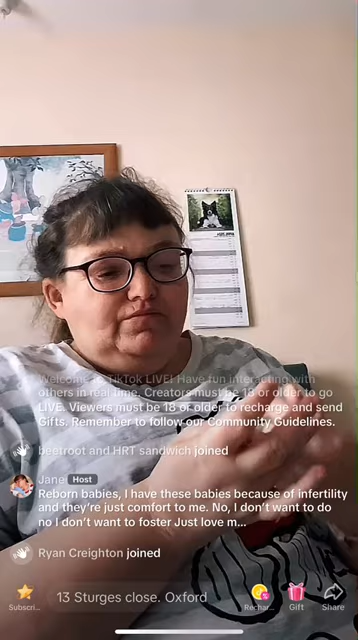 Welcome to TikTok LIVE! Have fun interacting with
others in real time. Creators must be 18 or older to go
LIVE. Viewers must be 18 or older to recharge and send
Gifts. Remember to follow our Community Guidelines.
beetroot and HRT sandwich joined
Jane Host
Reborn babies, I have these babies because of infertility
and they're just comfort to me. No, I don't want to do
no I don't want to foster Just love m...
Ryan Creighton joined
13 Sturges close. Oxford
Subscri... Rechar... Gift Share